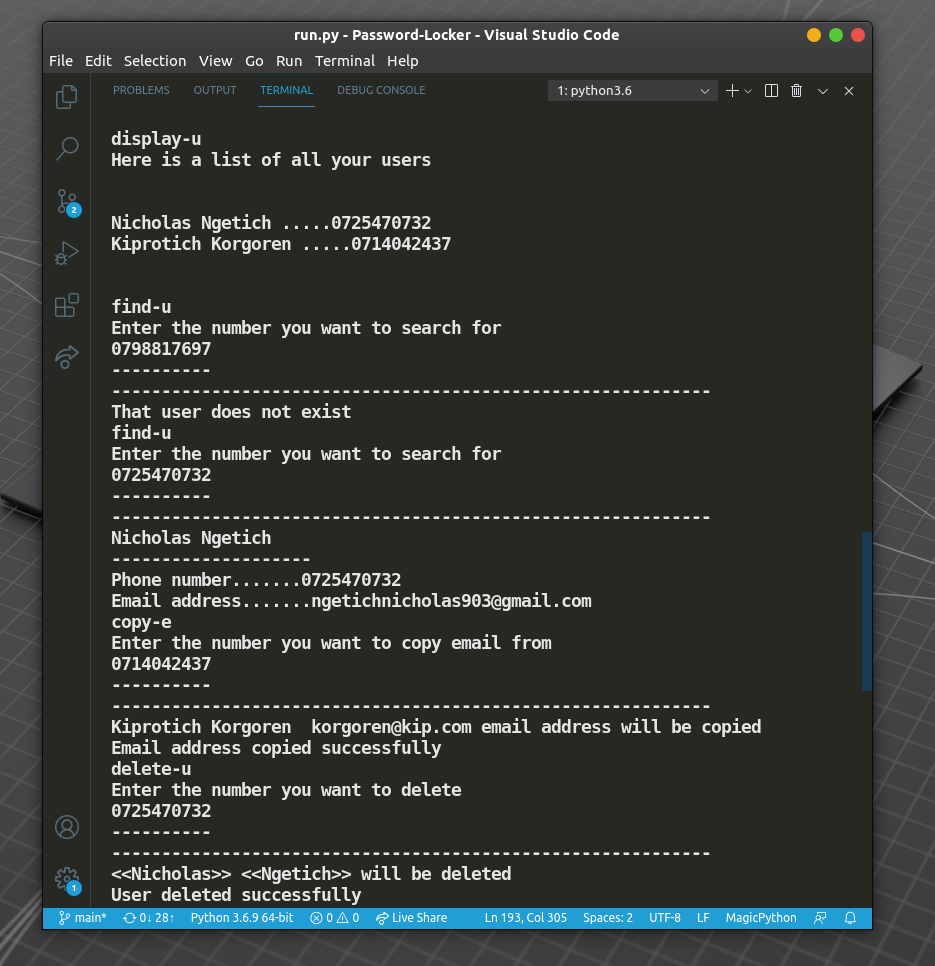 run.py - Password-Locker - Visual Studio Code
File Edit Selection View Go Run Terminal Help
PROBLEMS OUTPUT TERMINAL DEBUG CONSOLE 1: python3.6
display-u
Here is a list of all your users
Nicholas Ngetich .....0725470732
Kiprotich Korgoren .....0714042437
find-u
Enter the number you want to search for
0798817697
----------
------------------------------------------------------------
That user does not exist
find-u
Enter the number you want to search for
0725470732
----------
------------------------------------------------------------
Nicholas Ngetich
--------------------
Phone number.......0725470732
Email address.......ngetichnicholas903@gmail.com
copy-e
Enter the number you want to copy email from
0714042437
----------
------------------------------------------------------------
Kiprotich Korgoren  korgoren@kip.com email address will be copied
Email address copied successfully
delete-u
Enter the number you want to delete
0725470732
----------
------------------------------------------------------------
<<Nicholas>> <<Ngetich>> will be deleted
User deleted successfully
2
1
main* 0↓ 28↑ Python 3.6.9 64-bit 0 0 Live Share Ln 193, Col 305 Spaces: 2 UTF-8 LF MagicPython